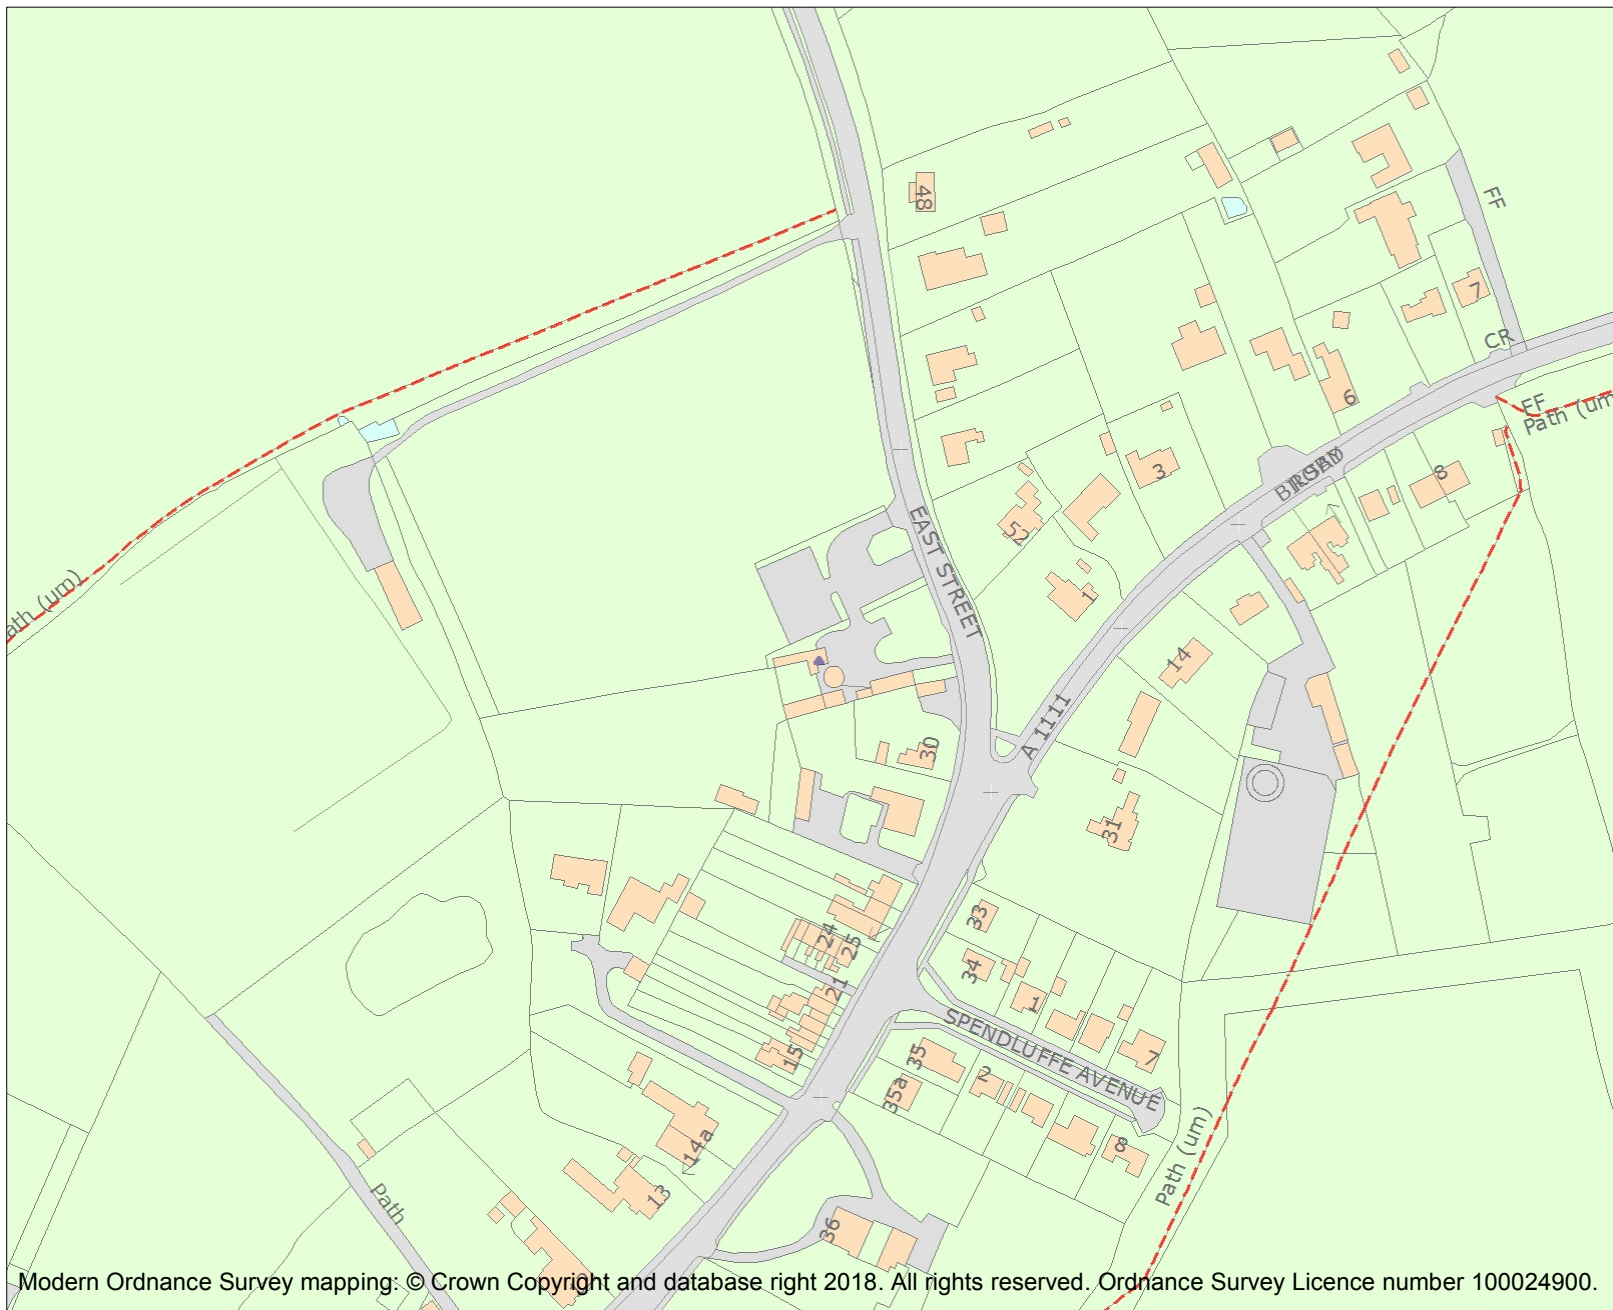 48
FF
7
CR
6
FF
Path (um
3
8
EAST STREET
52
1
ath (um)
14
A 1111
30
31
33
24
25
34
21
1
SPENDLUFFE AVENUE
15
35
2
7
35a
8
14a
Path (um)
13
Path
36
Modern Ordnance Survey mapping: © Crown Copyright and database right 2018. All rights reserved. Ordnance Survey Licence number 100024900.